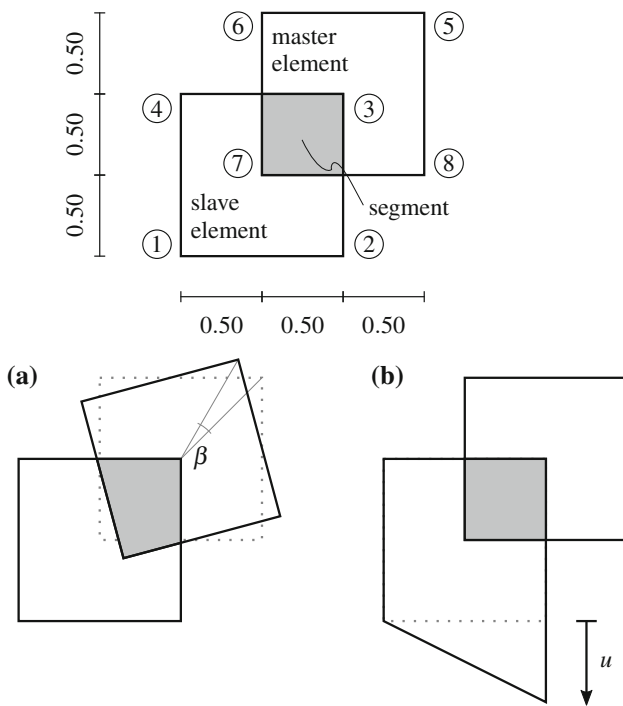 ⑥ ⑤
master
element
0.50
④ ③
0.50
⑦ ⑧
slave
element
segment
0.50
① ②
0.50 0.50 0.50
(a) (b)
β
u